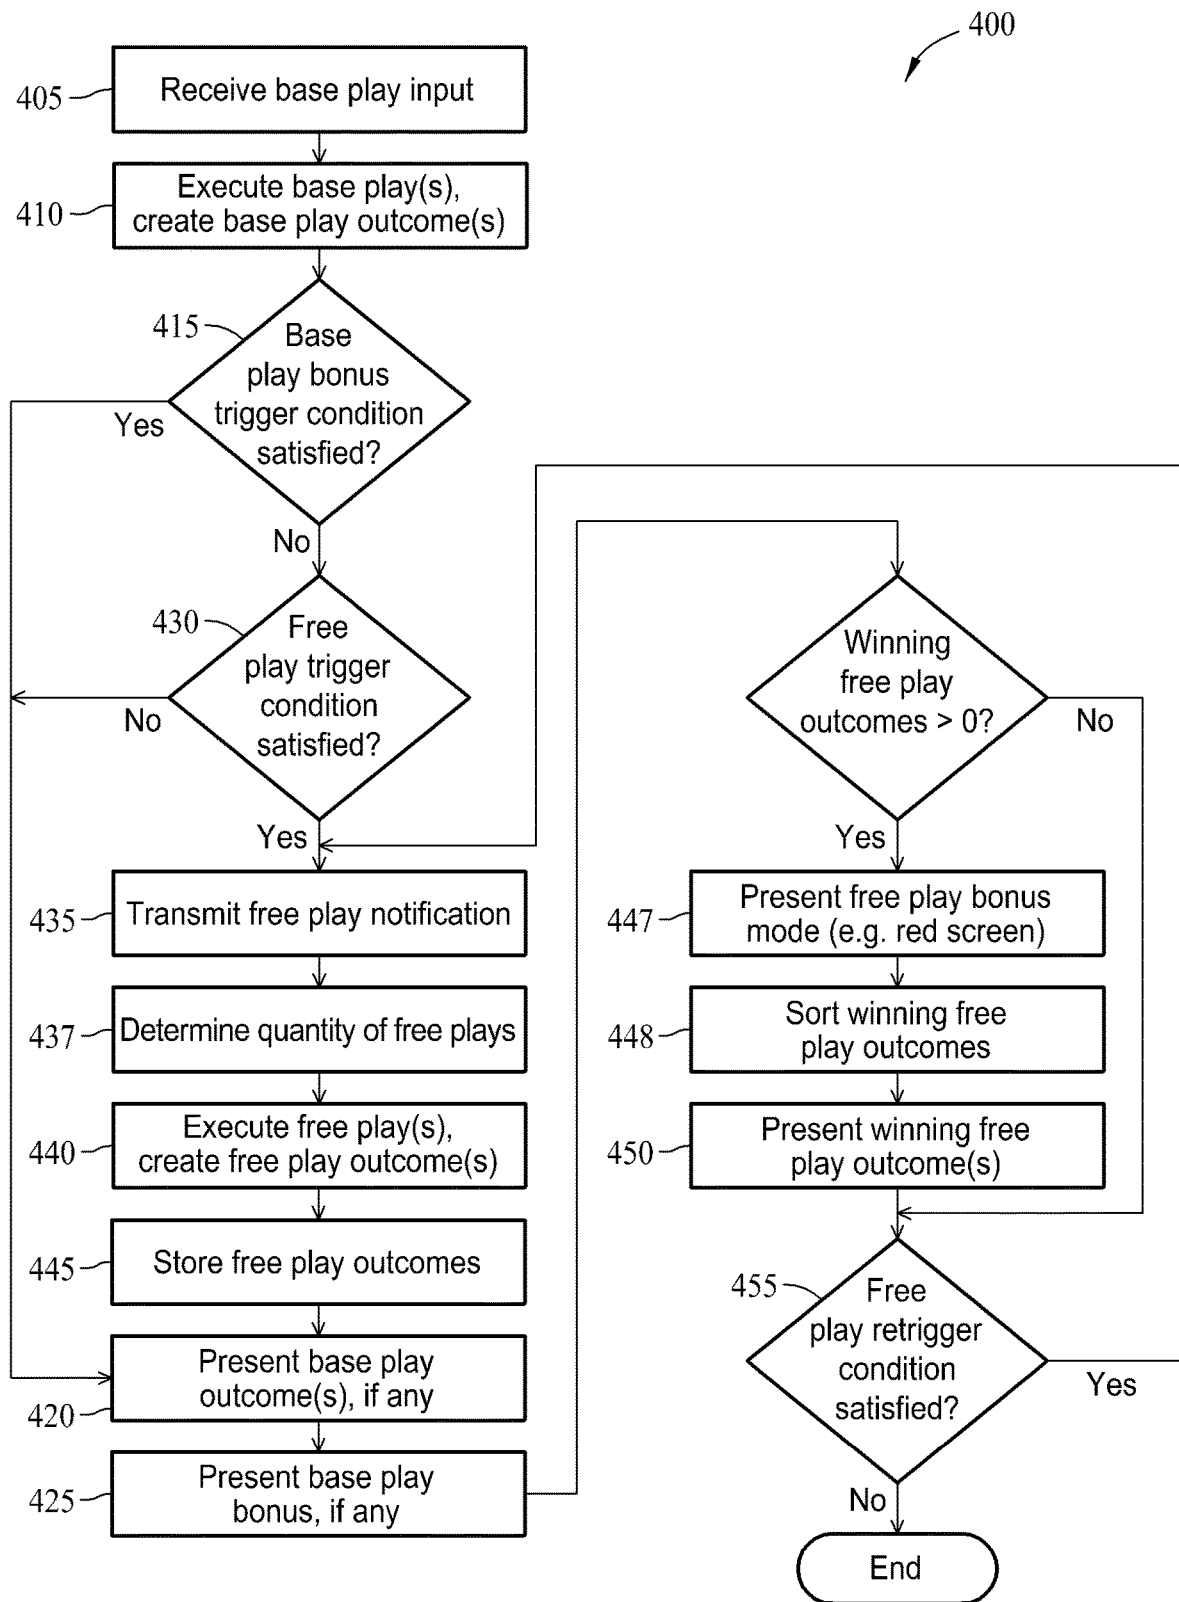 400
405
Receive base play input
410
Execute base play(s),
create base play outcome(s)
415
Base
play bonus
trigger condition
satisfied?
Yes
No
430
Free
play trigger
condition
satisfied?
No
Yes
435
Transmit free play notification
437
Determine quantity of free plays
440
Execute free play(s),
create free play outcome(s)
445
Store free play outcomes
420
Present base play
outcome(s), if any
425
Present base play
bonus, if any
Winning
free play
outcomes > 0?
No
Yes
447
Present free play bonus
mode (e.g. red screen)
448
Sort winning free
play outcomes
450
Present winning free
play outcome(s)
455
Free
play retrigger
condition
satisfied?
Yes
No
End